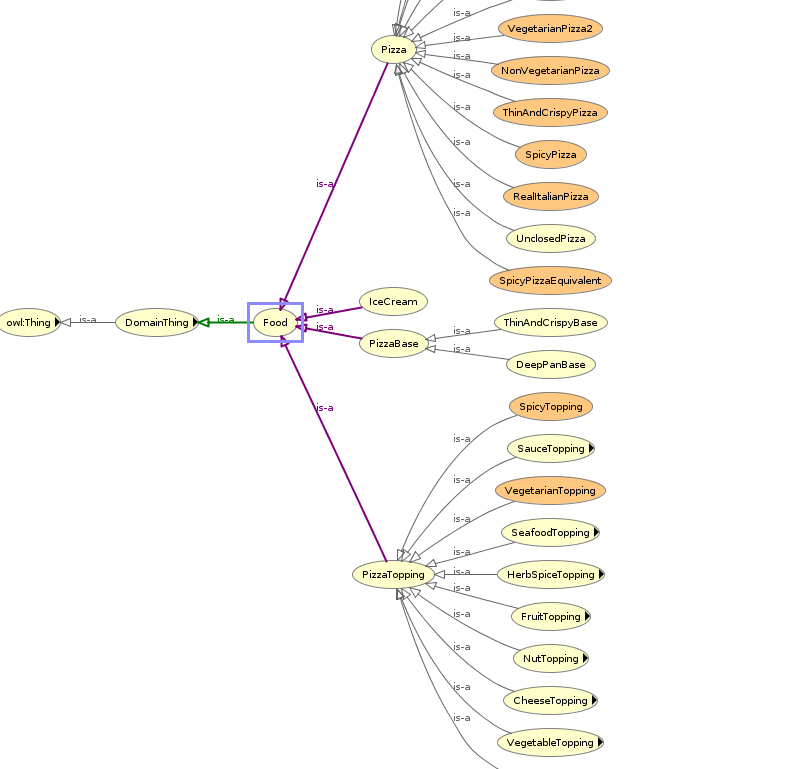 is-a
VegetarianPizza2
Pizza
is-a
is-a
NonVegetarianPizza
is-a
is-a
ThinAndCrispyPizza
is-a
SpicyPizza
is-a
is-a
RealItalianPizza
is-a
UnclosedPizza
SpicyPizzaEquivalent
IceCream
is-a
owl:Thing
is-a
DomainThing
is-a
Food
is-a
ThinAndCrispyBase
is-a
PizzaBase
is-a
DeepPanBase
is-a
SpicyTopping
is-a
SauceTopping
is-a
VegetarianTopping
is-a
SeafoodTopping
is-a
PizzaTopping
is-a
HerbSpiceTopping
is-a
FruitTopping
is-a
NutTopping
is-a
CheeseTopping
is-a
VegetableTopping
is-a